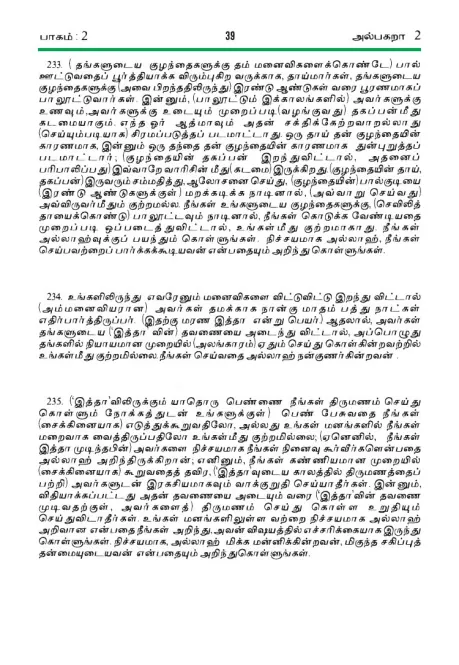 பாகம் : 2 39 அல்பகறா 2
233. ( தங்களுடைய குழந்தைகளுக்கு தம் மனைவிகளைக்கொண்டே) பால்
ஊட்டுவதைப் பூர்த்தியாக்க விரும்புகிற வருக்காக, தாய்மார்கள், தங்களுடைய
குழந்தைகளுக்கு (அவை பிறந்ததிலிருந்து) இரண்டு ஆண்டுகள் வரை பூரணமாகப்
பாலூட்டுவார்கள். இன்னும், (பாலூட்டும் இக்காலங்களில்) அவர்களுக்கு
உணவும்,அவர்களுக்கு உடையும் முறைப்படி(வழங்குவது) தகப்பன்மீது
கடமையாகும். எந்த ஓர் ஆத்மாவும் அதன் சக்திக்கேற்றவாறல்லாது
(செய்யும்படியாக) சிரமப்படுத்தப் படமாட்டாது. ஒரு தாய் தன் குழந்தையின்
காரணமாக, இன்னும் ஒரு தந்தை தன் குழந்தையின் காரணமாக துன்புறுத்தப்
படமாட்டார்; (குழந்தையின் தகப்பன் இறந்துவிட்டால், அதனைப்
பரிபாலிப்பது) இவ்வாறே வாரிசின் மீது (கடமை) இருக்கிறது (குழந்தையின் தாய்,
தகப்பன்) இருவரும் சம்மதித்து, ஆலோசனை செய்து, (குழந்தையின்) பால்குடியை
(இரண்டு ஆண்டுகளுக்குள்) மறக்கடிக்க நாடினால், (அவ்வாறு செய்வது)
அவ்விருவர்மீதும் குற்றமல்ல. நீங்கள் உங்களுடைய குழந்தைகளுக்கு, (செவிலித்
தாயைக்கொண்டு) பாலூட்டவும் நாடினால், நீங்கள் கொடுக்க வேண்டியதை
முறைப்படி ஒப்படைத்துவிட்டால், உங்கள்மீது குற்றமாகாது. நீங்கள்
அல்லாஹ்வுக்குப் பயந்தும் கொள்ளுங்கள். நிச்சயமாக அல்லாஹ், நீங்கள்
செய்பவற்றைப் பார்க்கக்கூடியவன் என்பதையும் அறிந்து கொள்ளுங்கள்.
234. உங்களிலிருந்து எவரேனும் மனைவிகளை விட்டுவிட்டு இறந்து விட்டால்
(அம்மனைவியரான) அவர்கள் தமக்காக நான்கு மாதம் பத்து நாட்கள்
எதிர்பார்த்திருப்பர். (இதற்கு மரண இத்தா என்று பெயர்.) ஆதலால், அவர்கள்
தங்களுடைய ('இத்தா' வின்) தவணையை அடைந்து விட்டால், அப்பொழுது
தங்களில் நியாயமான முறையில் (அலங்காரம்) ஏதும் செய்து கொள்கின்றவற்றில்
உங்கள்மீது குற்றமில்லை. நீங்கள் செய்வதை அல்லாஹ் நன்குணர்கின்றவன் .
235. ('இத்தா'விலிருக்கும் யாதொரு பெண்ணை நீங்கள் திருமணம் செய்து
கொள்ளும் நோக்கத்துடன் உங்களுக்குள்) பெண் பேசுவதை நீங்கள்
(சைக்கினையாக) எடுத்துக்கூறுவதிலோ, அல்லது உங்கள் மனங்களில் நீங்கள்
மறைவாக வைத்திருப்பதிலோ உங்கள்மீது குற்றமில்லை; (ஏனெனில், நீங்கள்
இத்தா முடிந்தபின்) அவர்களை நிச்சயமாக நீங்கள் நினைவு கூர்வீர்களென்பதை
அல்லாஹ் அறிந்திருக்கிறான்; எனினும், நீங்கள் கண்ணியமான முறையில்
(சைக்கினையாக) கூறுவதைத் தவிர, ('இத்தா'வுடைய காலத்தில் திருமணத்தைப்
பற்றி) அவர்களுடன் இரகசியமாகவும் வாக்குறுதி செய்யாதீர்கள். இன்னும்,
விதியாக்கப்பட்டது அதன் தவணையை அடையும் வரை ('இத்தா'வின் தவணை
முடிவதற்குள், அவர்களைத்) திருமணம் செய்து கொள்ள உறுதியும்
செய்துவிடாதீர்கள். உங்கள் மனங்களிலுள்ள வற்றை நிச்சயமாக அல்லாஹ்
அறிவான் என்பதை நீங்கள் அறிந்து, அவன் விஷயத்தில் எச்சரிக்கையாக இருந்து
கொள்ளுங்கள். நிச்சயமாக, அல்லாஹ் மிக்க மன்னிக்கின்றவன், மிகுந்த சகிப்புத்
தன்மையுடையவன் என்பதையும் அறிந்துகொள்ளுங்கள்.